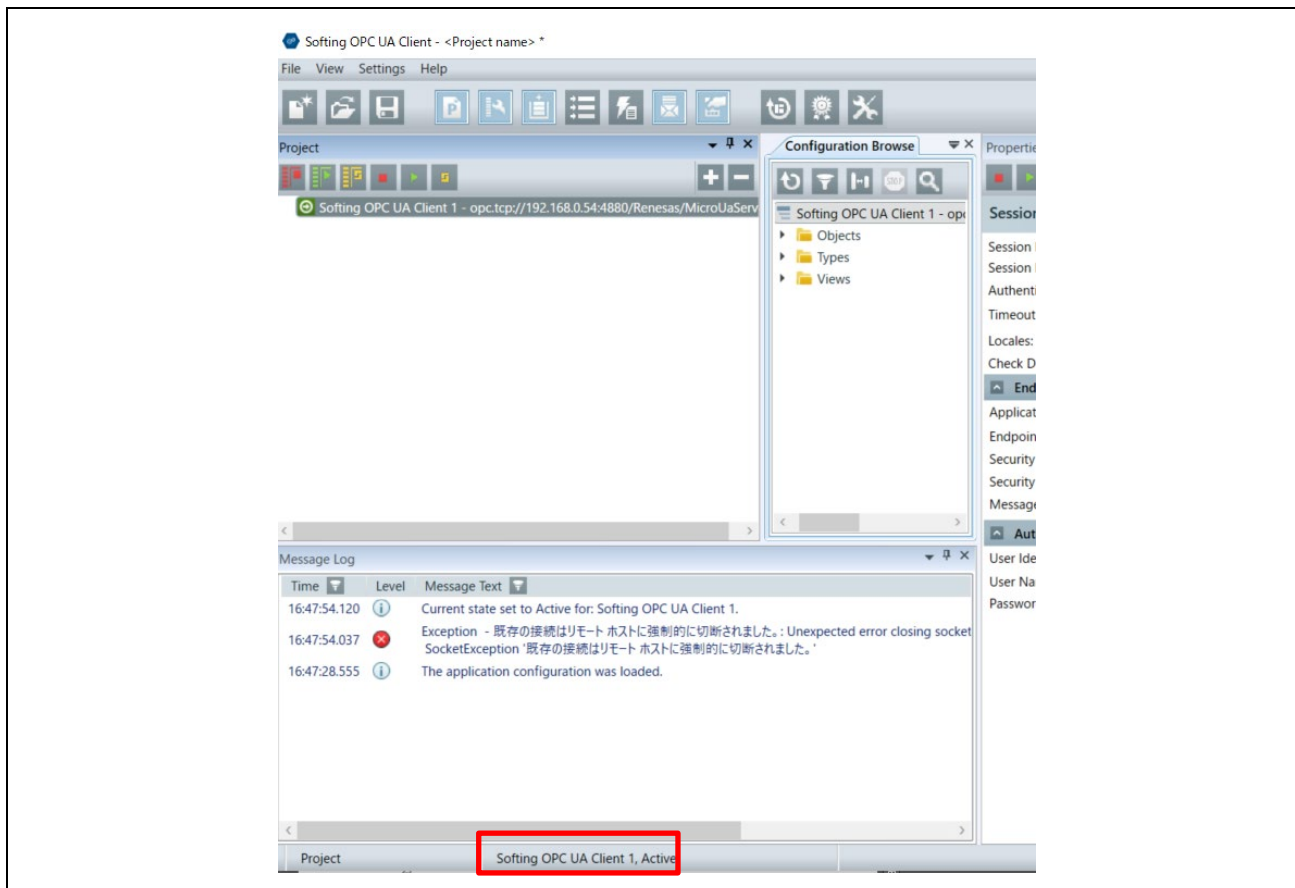 Softing OPC UA Client - <Project name> *
File View Settings Help
Project
Configuration Browse
Softing OPC UA Client 1 - opc.tcp://192.168.0.54:4880/Renesas/MicroUaServ
Softing OPC UA Client 1 - opc
Objects
Types
Views
Propertie
Session
Session
Session
Authenti
Timeout
Locales:
Check D
End
Applicat
Endpoin
Security
Security
Message
Aut
User Ide
User Na
Passwor
Message Log
Time Level Message Text
16:47:54.120 Current state set to Active for: Softing OPC UA Client 1.
16:47:54.037 Exception - 既存の接続はリモート ホストに強制的に切断されました。: Unexpected error closing socket
SocketException '既存の接続はリモート ホストに強制的に切断されました。'
16:47:28.555 The application configuration was loaded.
Project Softing OPC UA Client 1, Active